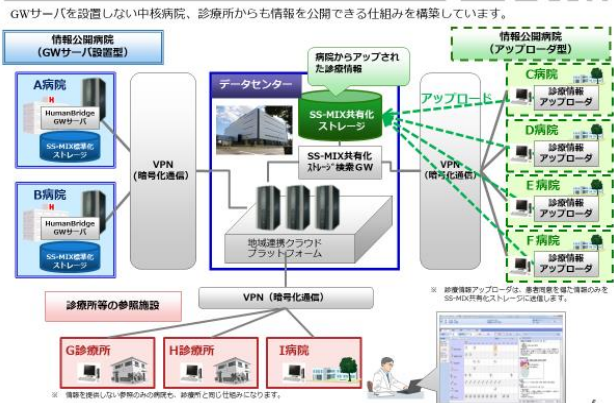 GWサーバを設置しない中核病院、診療所からも情報を公開できる仕組みを構築しています。
情報公開病院
(GWサーバ設置型)
A病院
HumanBridge
GWサーバ
SS-MIX標準化
ストレージ
B病院
HumanBridge
GWサーバ
SS-MIX標準化
ストレージ
VPN
(暗号化通信)
データセンター
病院からアップされ
た診療情報
SS-MIX共有化
ストレージ
SS-MIX共有化
ストレージ検索GW
地域連携クラウド
プラットフォーム
アップロード
VPN
(暗号化通信)
情報公開病院
(アップローダ型)
C病院
診療情報
アップローダ
D病院
診療情報
アップローダ
E病院
診療情報
アップローダ
F病院
診療情報
アップローダ
※ 診療情報アップローダは、患者同意を得た情報のみを
SS-MIX共有化ストレージに送信します。
VPN(暗号化通信)
診療所等の参照施設
G診療所
H診療所
I病院
※ 情報を提供しない参照のみの病院も、診療所と同じ仕組みになります。